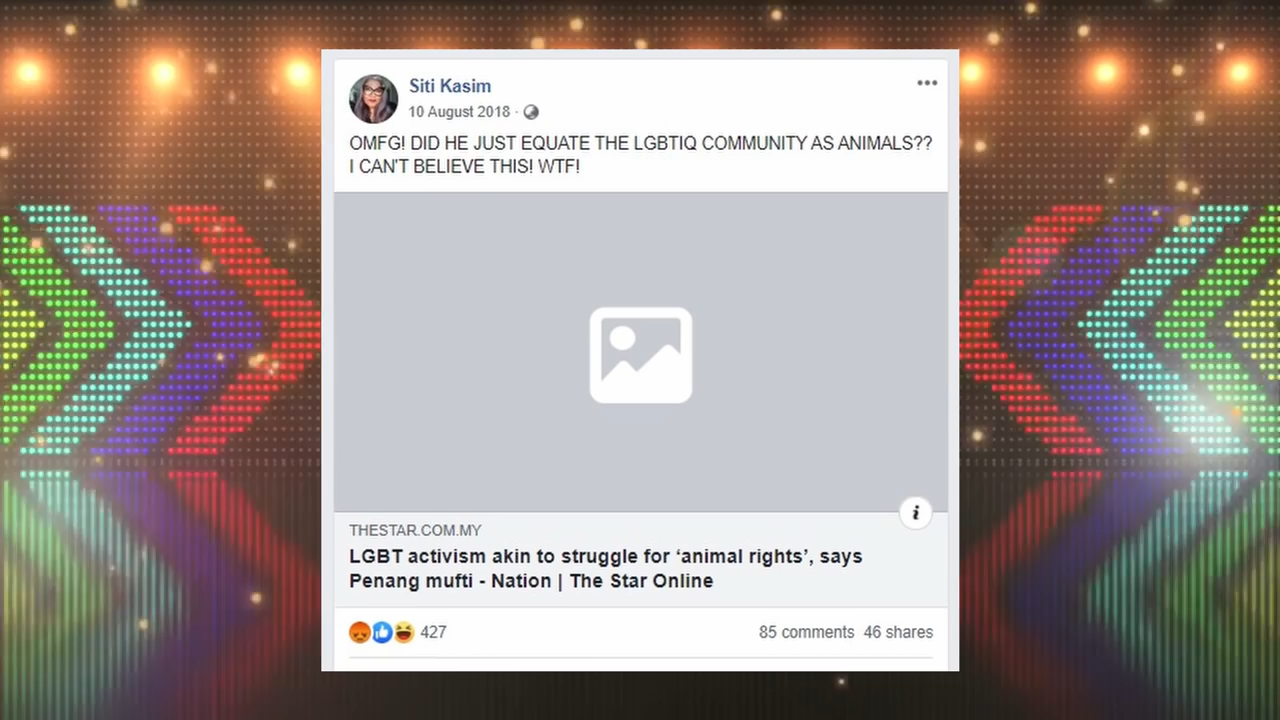 Siti Kasim
10 August 2018 ·
OMFG! DID HE JUST EQUATE THE LGBTIQ COMMUNITY AS ANIMALS??
I CAN'T BELIEVE THIS! WTF!
i
THESTAR.COM.MY
LGBT activism akin to struggle for ‘animal rights’, says
Penang mufti - Nation | The Star Online
427
85 comments 46 shares